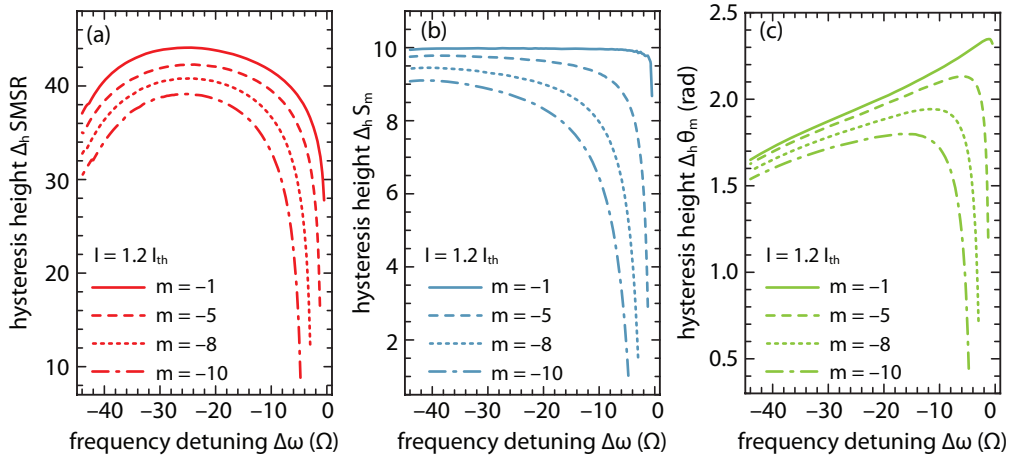 (a)
hysteresis height Δh SMSR
40
30
20
10
I = 1.2 Ith
m = −1
m = −5
m = −8
m = −10
−40 −30 −20 −10 0
frequency detuning Δω (Ω)
(b)
hysteresis height Δh Sm
10
8
6
4
2
I = 1.2 Ith
m = −1
m = −5
m = −8
m = −10
−40 −30 −20 −10 0
frequency detuning Δω (Ω)
(c)
hysteresis height Δh θm (rad)
2.5
2.0
1.5
1.0
0.5
I = 1.2 Ith
m = −1
m = −5
m = −8
m = −10
−40 −30 −20 −10 0
frequency detuning Δω (Ω)